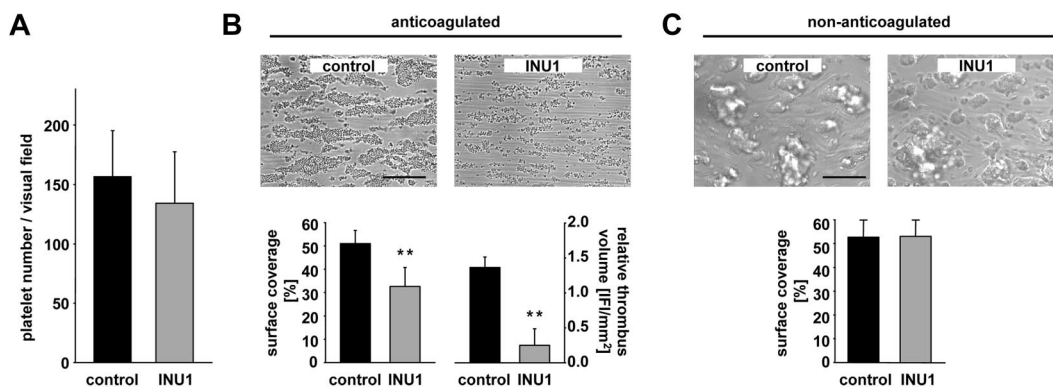 A
platelet number / visual field
200
150
100
50
0
control INU1
B
anticoagulated
control
INU1
surface coverage
[%]
60
50
40
30
20
10
0
**
control INU1
**
control INU1
2.0
1.5
1.0
0.5
0.0
relative thrombus
volume [IFI/mm²]
C
non-anticoagulated
control
INU1
surface coverage
[%]
60
50
40
30
20
10
0
control INU1